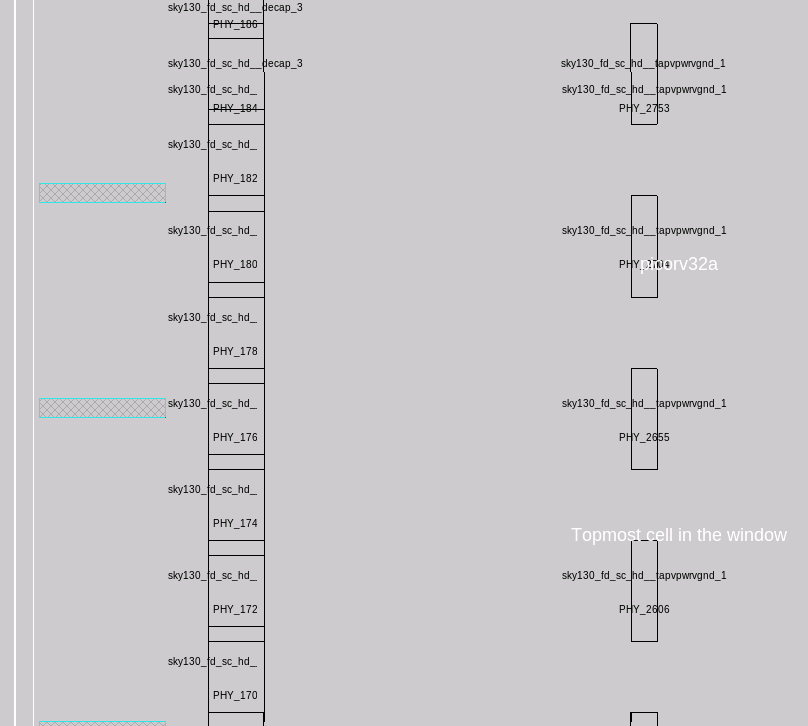 sky130_fd_sc_hd__decap_3
PHY_186
sky130_fd_sc_hd__decap_3
sky130_fd_sc_hd__tapvpwrvgnd_1
sky130_fd_sc_hd_
sky130_fd_sc_hd__tapvpwrvgnd_1
PHY_184
PHY_2753
sky130_fd_sc_hd_
PHY_182
sky130_fd_sc_hd_
sky130_fd_sc_hd__tapvpwrvgnd_1
PHY_180
picorv32a
sky130_fd_sc_hd_
PHY_178
sky130_fd_sc_hd_
sky130_fd_sc_hd__tapvpwrvgnd_1
PHY_176
PHY_2655
sky130_fd_sc_hd_
PHY_174
Topmost cell in the window
sky130_fd_sc_hd_
sky130_fd_sc_hd__tapvpwrvgnd_1
PHY_172
PHY_2606
sky130_fd_sc_hd_
PHY_170